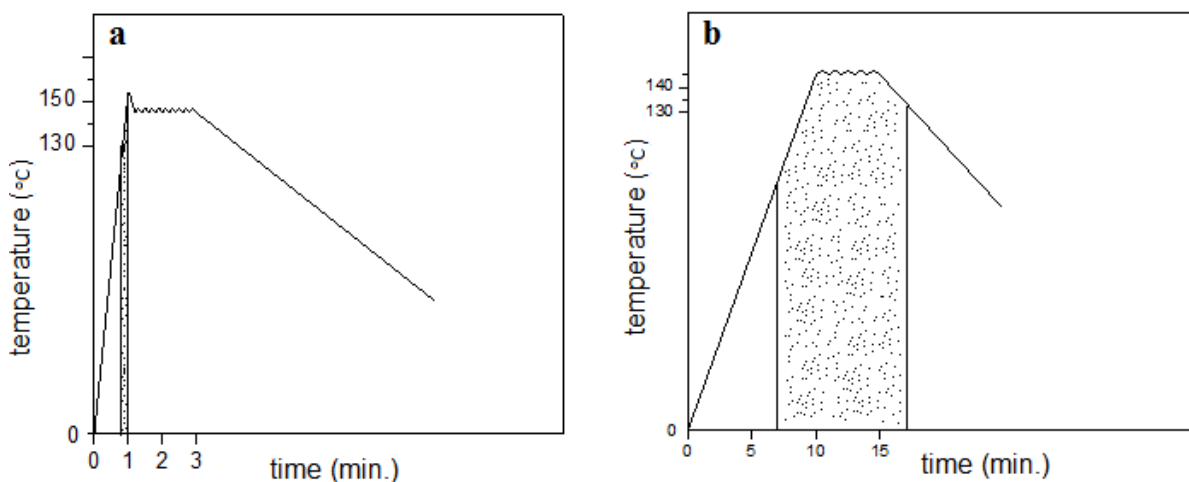 a
150
130
0
0 1 2 3
temperature (°C)
time (min.)
b
140
130
0
0 5 10 15
temperature (°C)
time (min.)